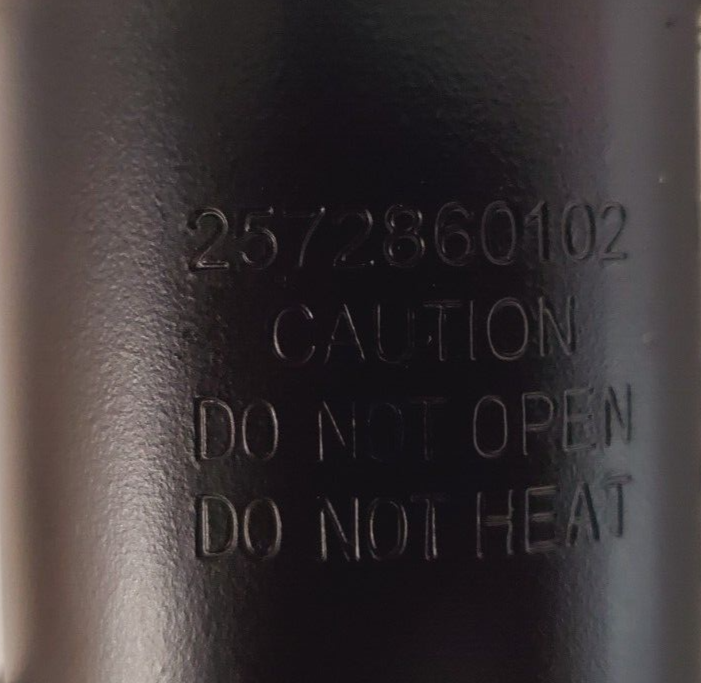 2572860102
CAUTION
DO NOT OPEN
DO NOT HEAT